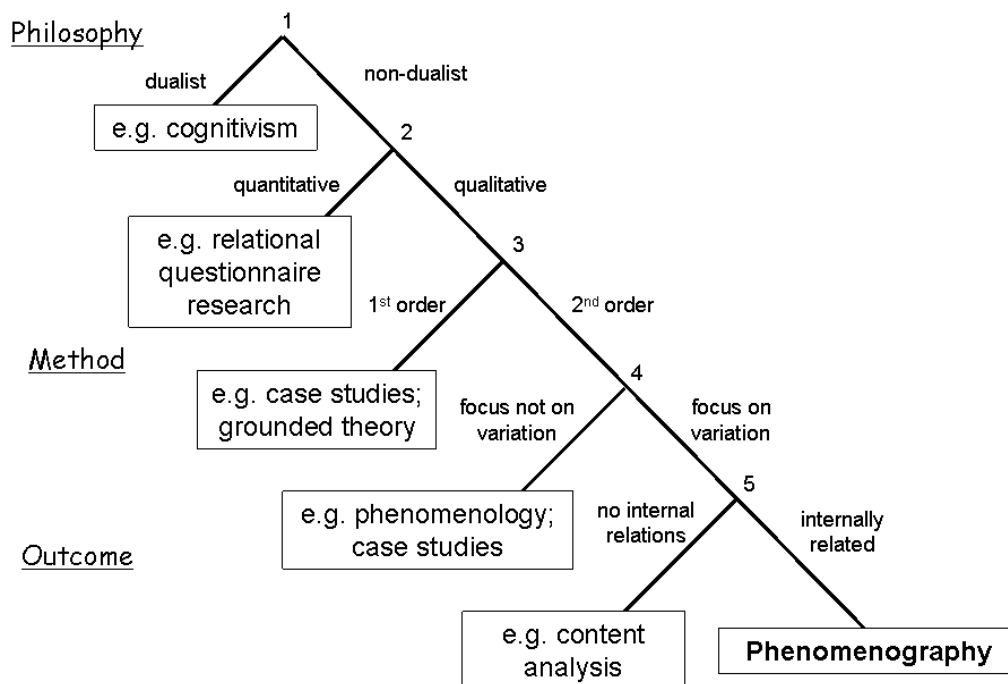 1
Philosophy
dualist
non-dualist
e.g. cognitivism
2
quantitative
qualitative
e.g. relational
questionnaire
research
3
1st order
2nd order
Method
4
e.g. case studies;
grounded theory
focus not on
variation
focus on
variation
5
e.g. phenomenology;
case studies
no internal
relations
internally
related
Outcome
e.g. content
analysis
Phenomenography